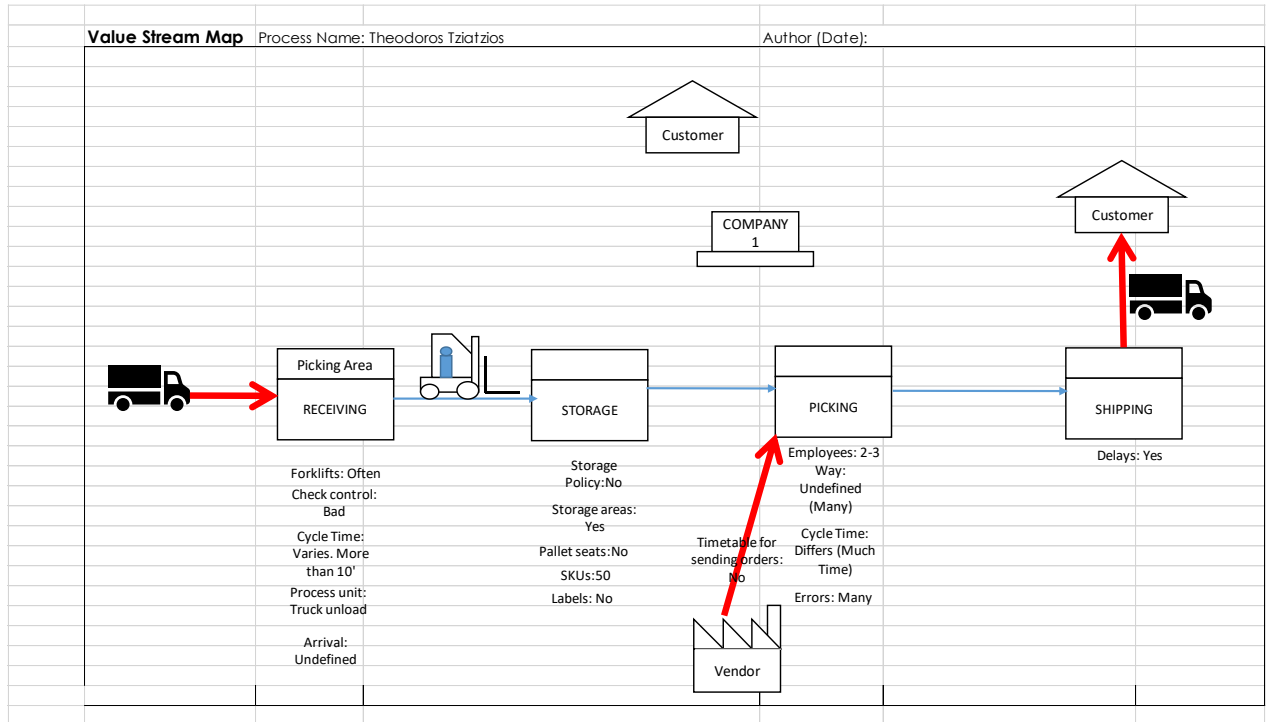 Value Stream Map Process Name: Theodoros Tziatzios Author (Date):
Customer
Customer
COMPANY
1
Picking Area
RECEIVING
STORAGE
PICKING
SHIPPING
Forklifts: Often
Check control:
Bad
Cycle Time:
Varies. More
than 10'
Process unit:
Truck unload
Arrival:
Undefined
Storage
Policy:No
Storage areas:
Yes
Pallet seats:No
SKUs:50
Labels: No
Timetable for
sending orders:
No
Employees: 2-3
Way:
Undefined
(Many)
Cycle Time:
Differs (Much
Time)
Errors: Many
Delays: Yes
Vendor